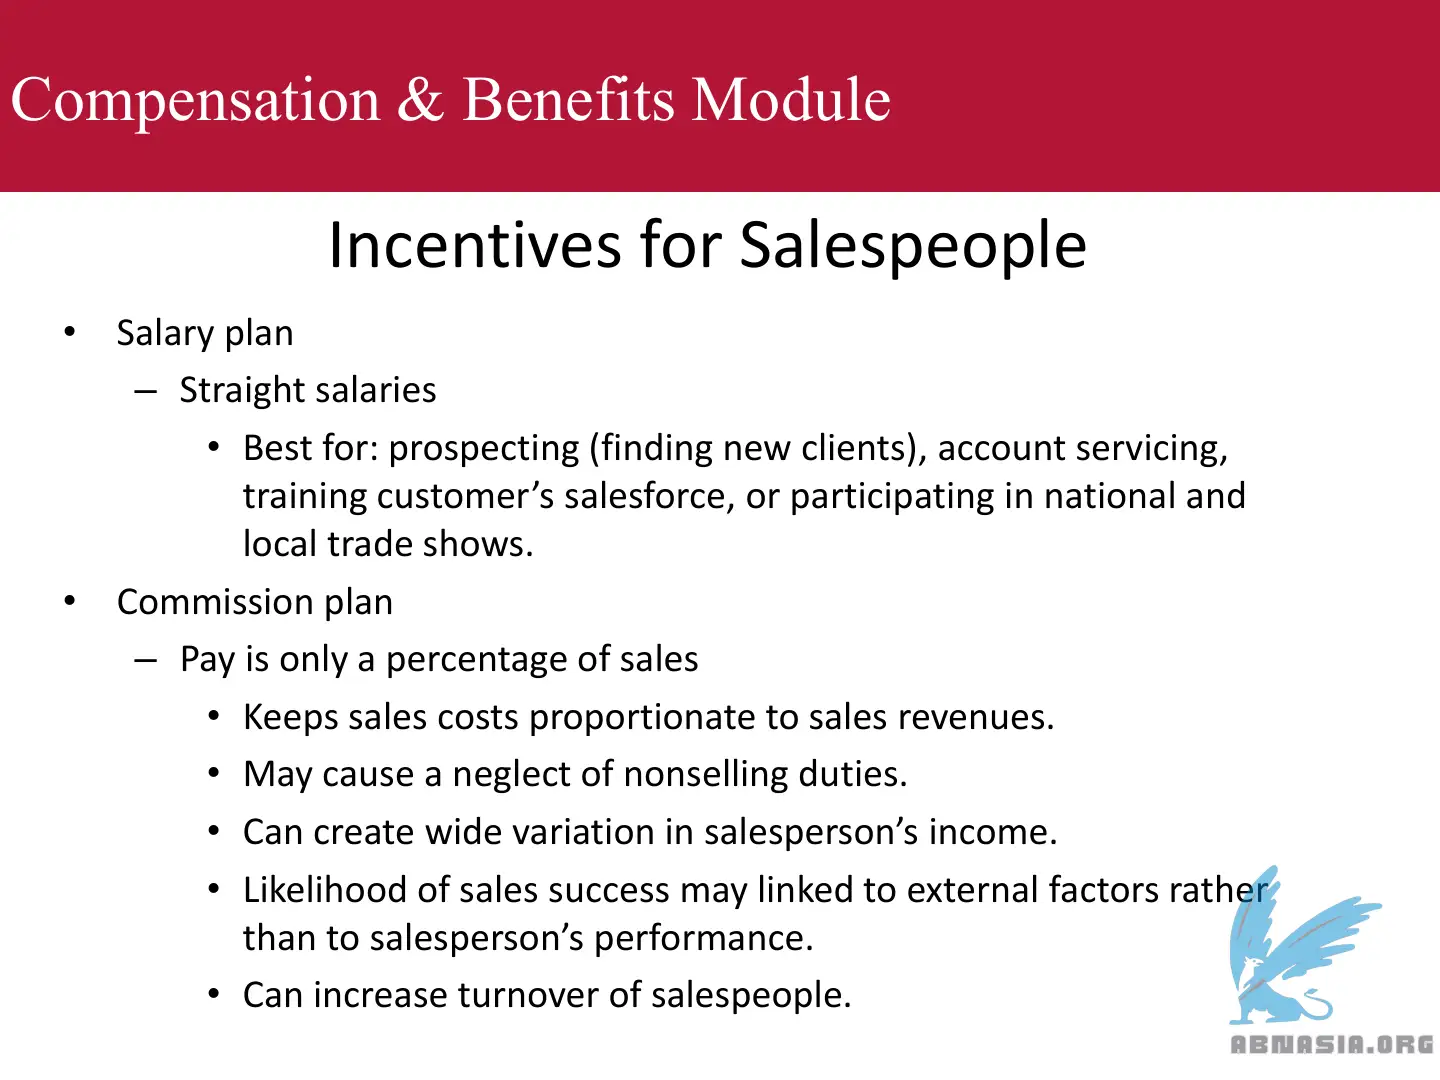 Compensation & Benefits Module
Incentives for Salespeople
• Salary plan
– Straight salaries
• Best for: prospecting (finding new clients), account servicing,
training customer’s salesforce, or participating in national and
local trade shows.
• Commission plan
– Pay is only a percentage of sales
• Keeps sales costs proportionate to sales revenues.
• May cause a neglect of nonselling duties.
• Can create wide variation in salesperson’s income.
• Likelihood of sales success may linked to external factors rather
than to salesperson’s performance.
• Can increase turnover of salespeople.
ABNASIA.ORG